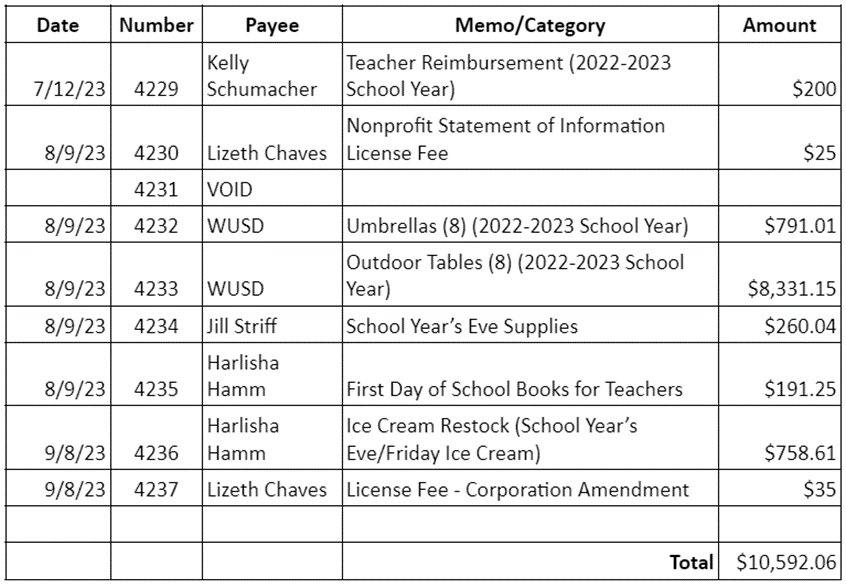 Date Number Payee Memo/Category Amount
Kelly Teacher Reimbursement (2022-2023
7/12/23 4229 Schumacher School Year) $200
Nonprofit Statement of Information
8/9/23 4230 Lizeth Chaves License Fee $25
4231 VOID
8/9/23 4232 WUSD Umbrellas (8) (2022-2023 School Year) $791.01
Outdoor Tables (8) (2022-2023 School
8/9/23 4233 WUSD Year) $8,331.15
8/9/23 4234 Jill Striff School Year’s Eve Supplies $260.04
Harlisha
8/9/23 4235 Hamm First Day of School Books for Teachers $191.25
Harlisha Ice Cream Restock (School Year’s
9/8/23 4236 Hamm Eve/Friday Ice Cream) $758.61
9/8/23 4237 Lizeth Chaves License Fee - Corporation Amendment $35
Total $10,592.06